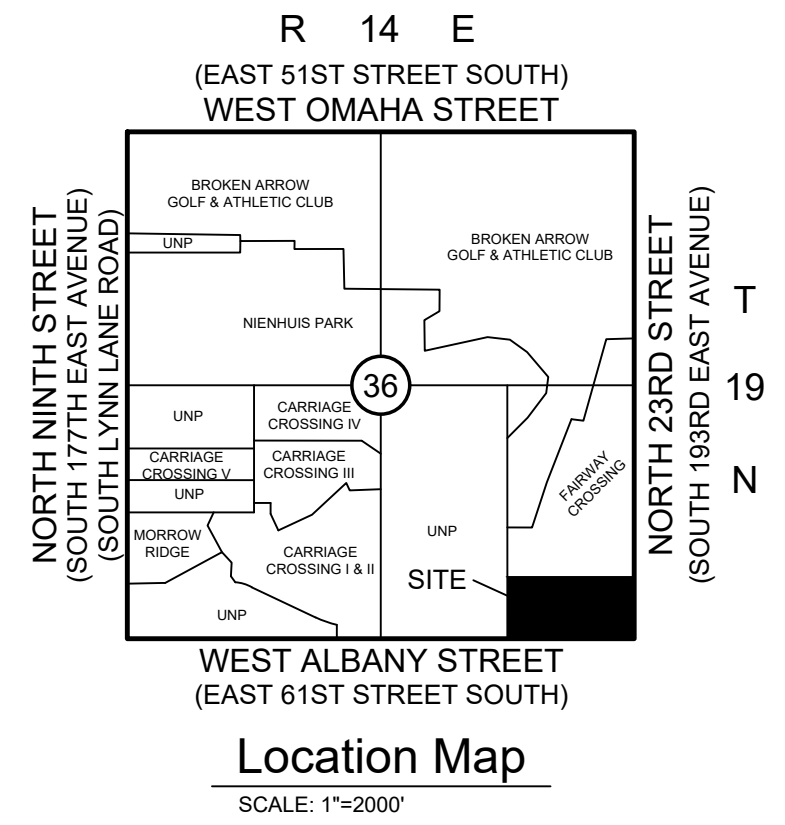 R 14 E
(EAST 51ST STREET SOUTH)
WEST OMAHA STREET
NORTH NINTH STREET
(SOUTH 177TH EAST AVENUE)
(SOUTH LYNN LANE ROAD)
BROKEN ARROW
GOLF & ATHLETIC CLUB
UNP
BROKEN ARROW
GOLF & ATHLETIC CLUB
NIENHUIS PARK
36
UNP
CARRIAGE
CROSSING IV
CARRIAGE
CROSSING V
CARRIAGE
CROSSING III
UNP
MORROW
RIDGE
CARRIAGE
CROSSING I & II
UNP
UNP
FAIRWAY
CROSSING
SITE
NORTH 23RD STREET
(SOUTH 193RD EAST AVENUE)
T
19
N
WEST ALBANY STREET
(EAST 61ST STREET SOUTH)
Location Map
SCALE: 1"=2000'